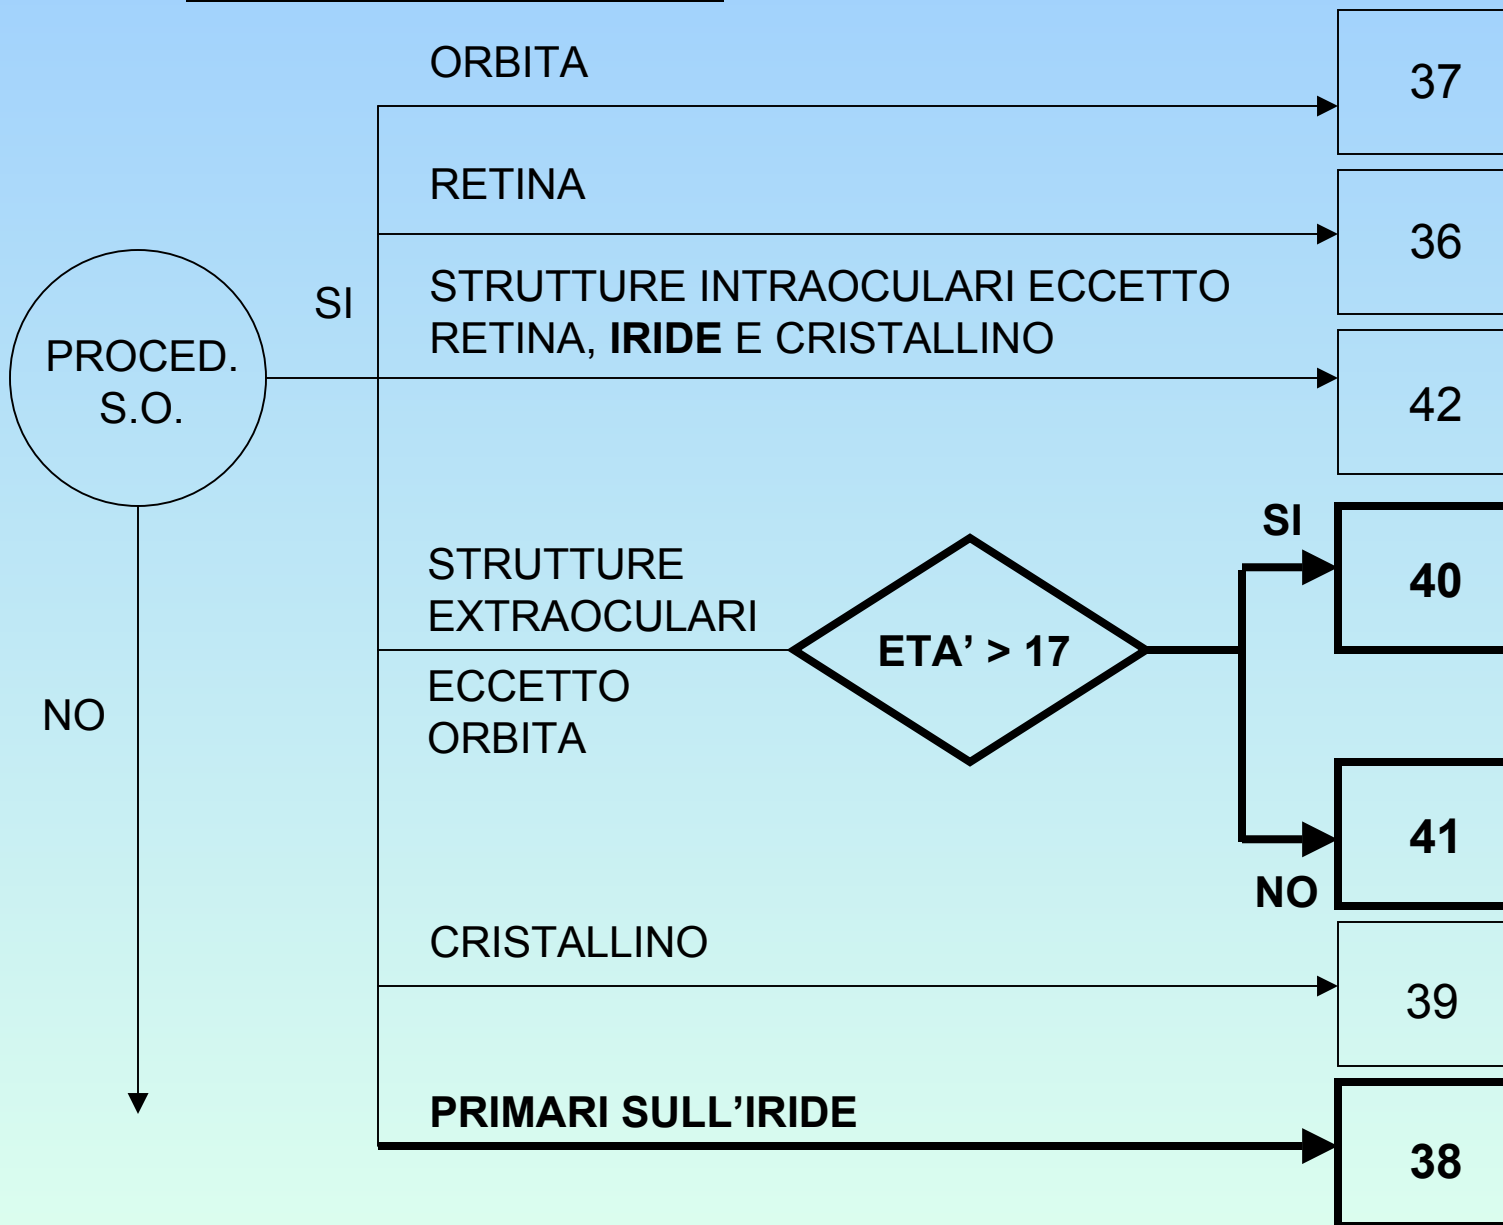 ORBITA
37
RETINA
36
SI
STRUTTURE INTRAOCULARI ECCETTO
RETINA, IRIDE E CRISTALLINO
42
PROCED.
S.O.
STRUTTURE
EXTRAOCULARI
ECCETTO
ORBITA
ETA’ > 17
SI
40
NO
41
NO
CRISTALLINO
39
PRIMARI SULL’IRIDE
38